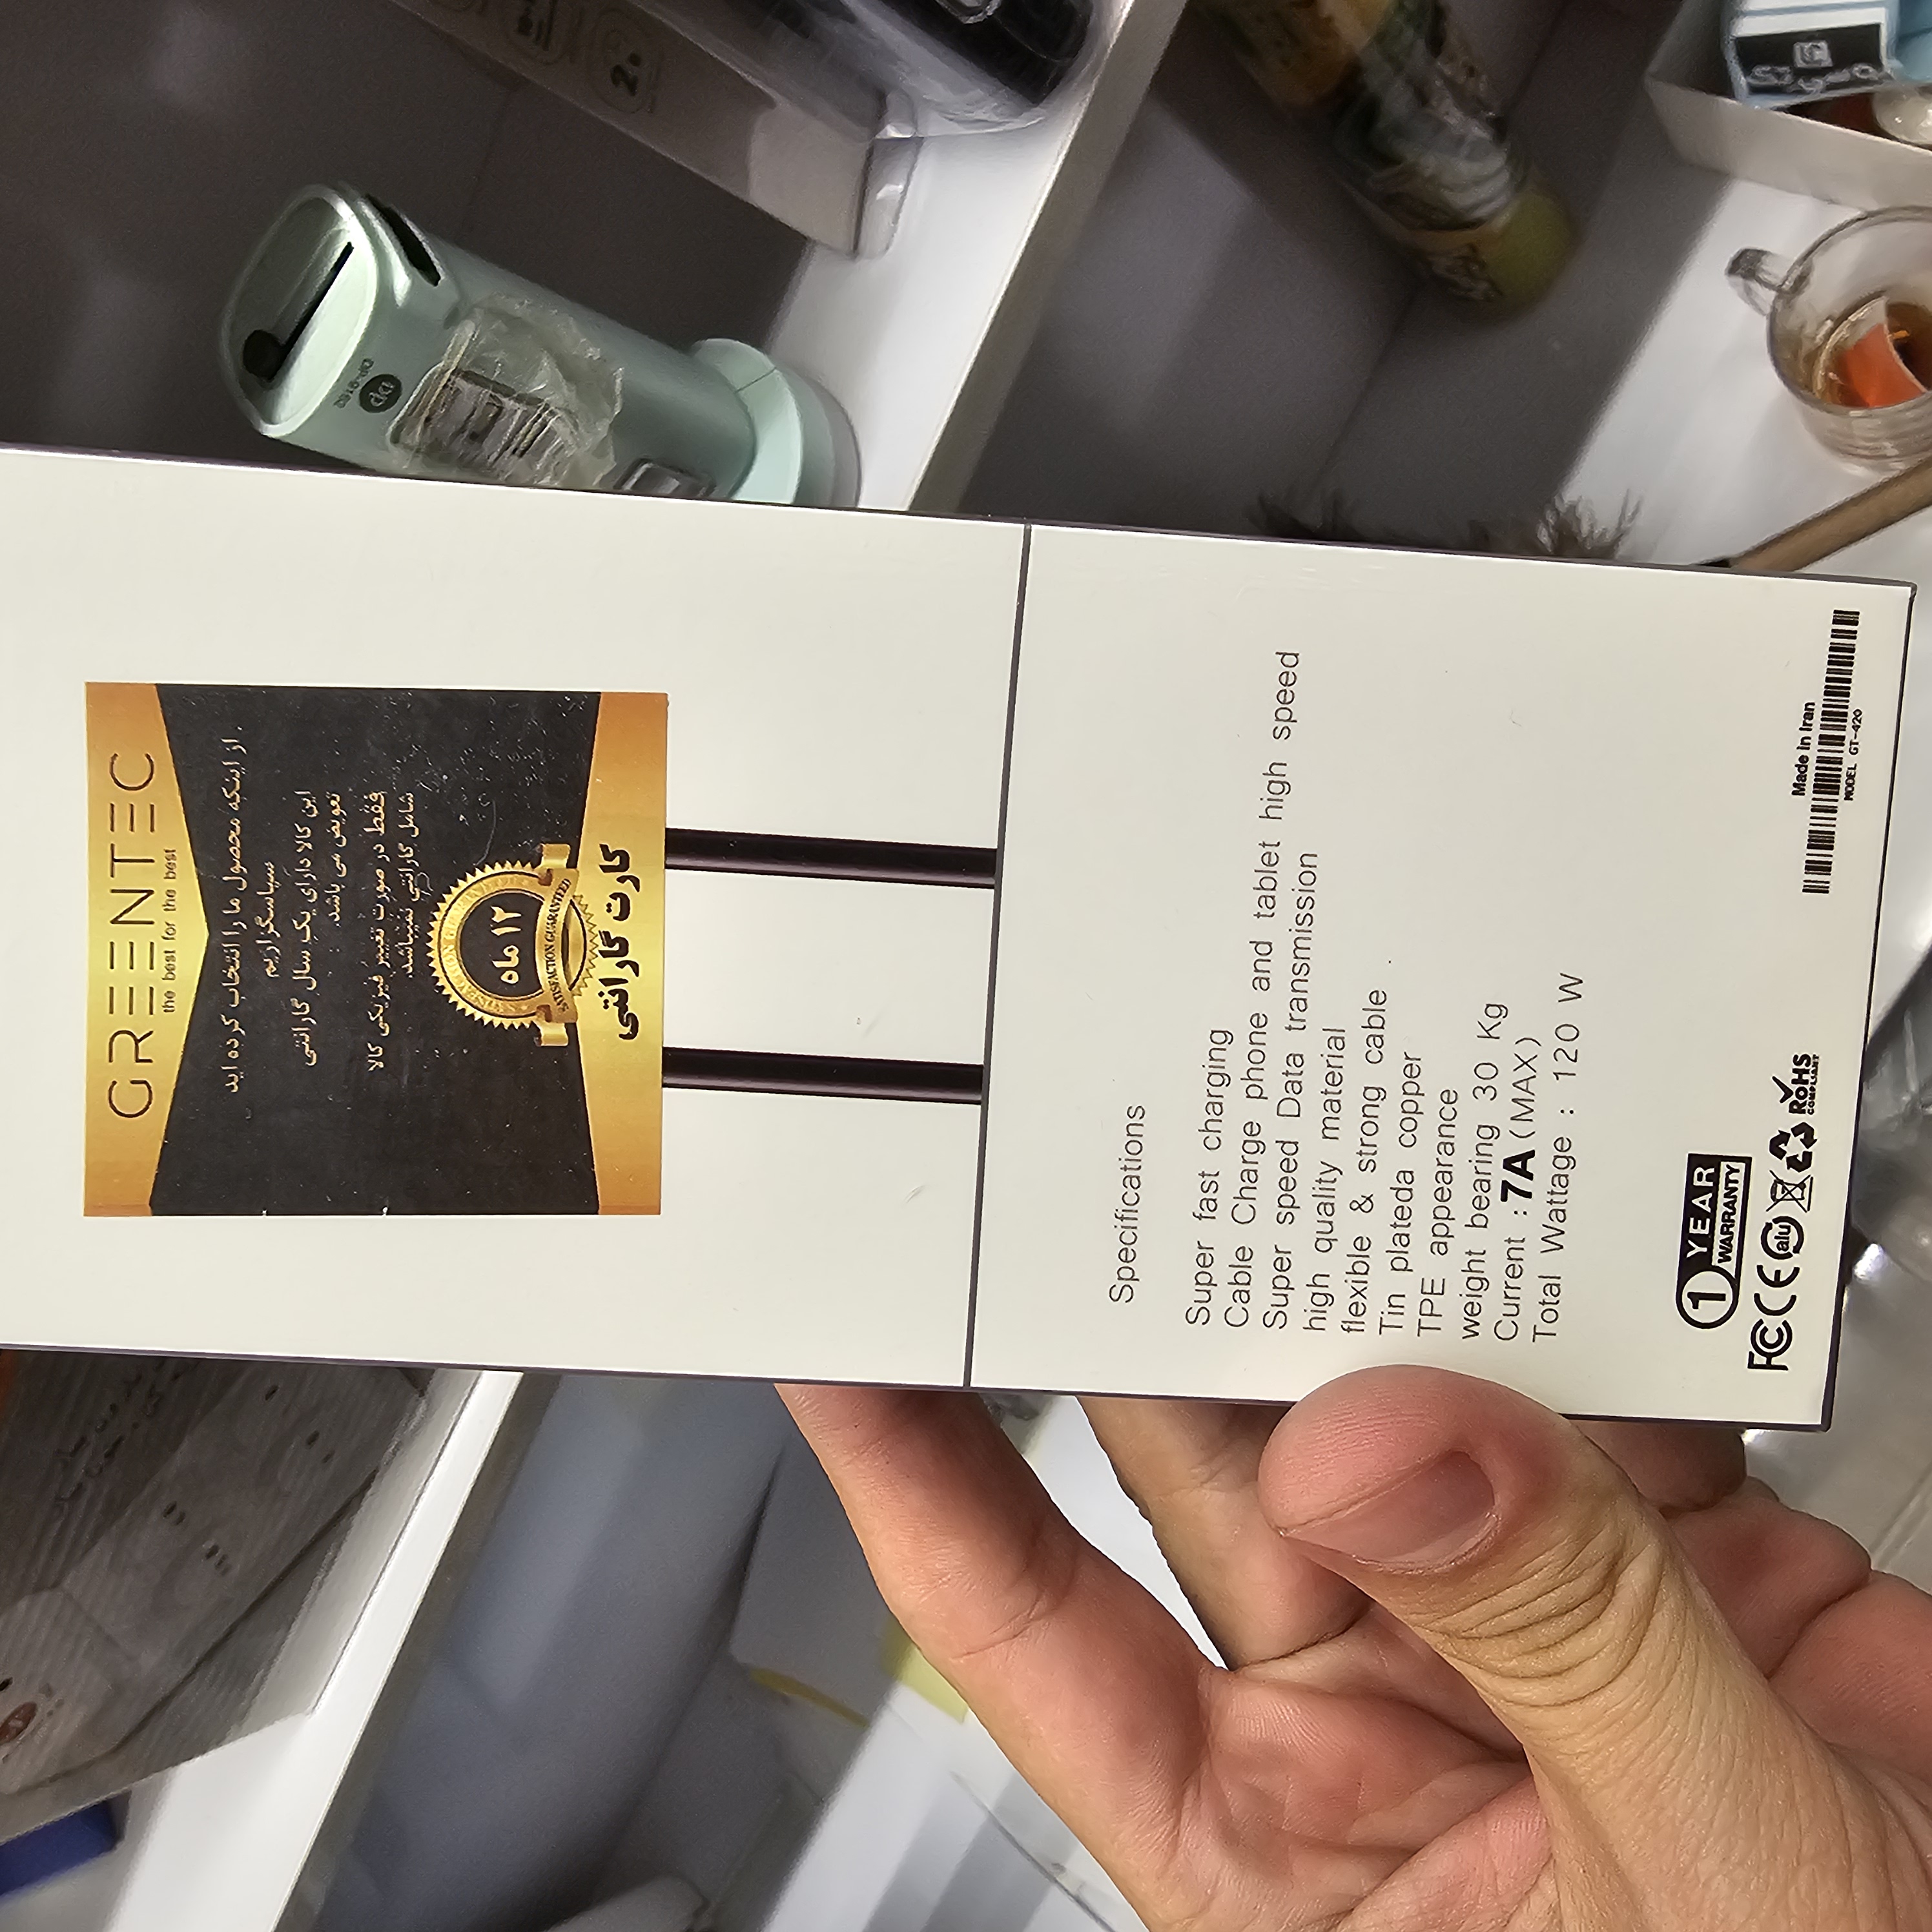 GREENTEC
the best for the best
از اینکه محصول ما را انتخاب کرده اید
سپاسگزاریم
این کالا دارای یک سال گارانتی
تعویض می باشد
فقط در صورت تغییر فیزیکی کالا
شامل گارانتی نمیباشد.
۱۲ ماه
SATISFACTION GUARANTEED
کارت گارانتی
Specifications
Super fast charging
Cable Charge phone and tablet high speed
Super speed Data transmission
high quality material
flexible & strong cable .
Tin plateda copper
TPE appearance
weight bearing 30 Kg
Current : 7A (MAX)
Total Wattage : 120 W
1 YEAR
WARRANTY
FC CE alu RoHS
COMPLIANT
Made in Iran
MODEL GT-420
dp